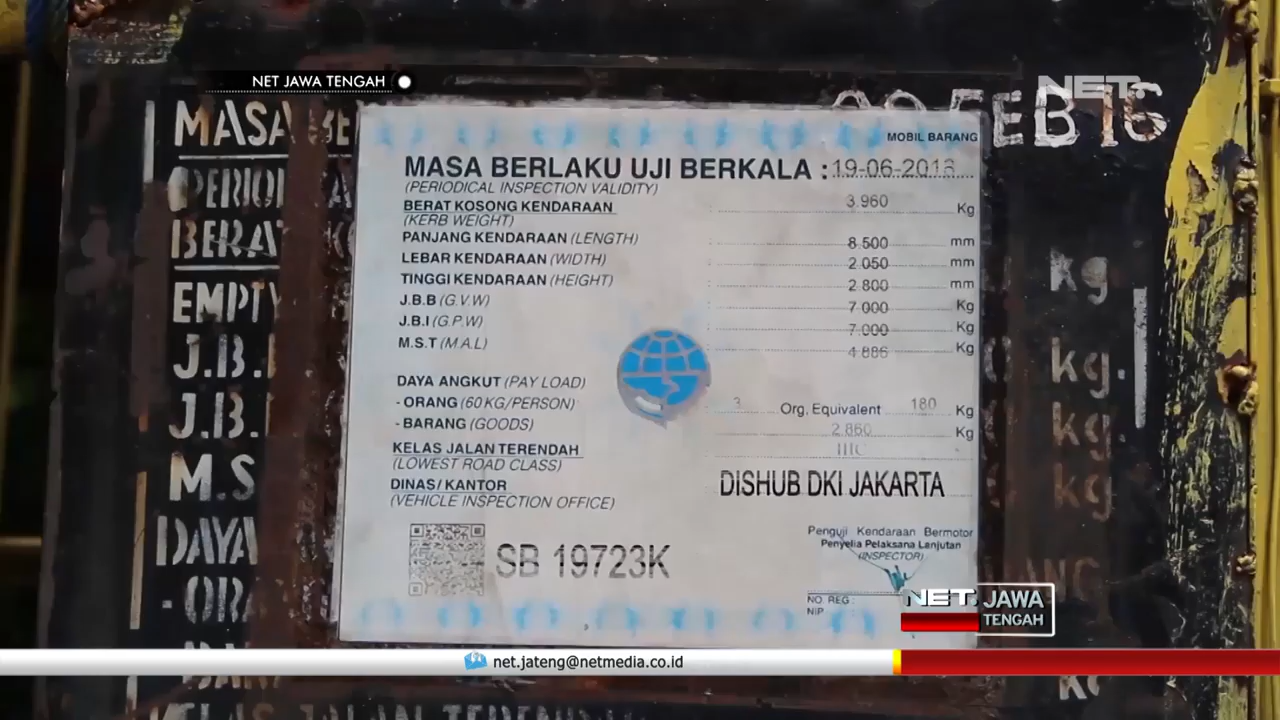 NET JAWA TENGAH
NET.
MASA BE
FEB 16
MOBIL BARANG
MASA BERLAKU UJI BERKALA : 19-06-2018
(PERIODICAL INSPECTION VALIDITY)
BERAT KOSONG KENDARAAN 3.960 Kg
(KERB WEIGHT)
PANJANG KENDARAAN (LENGTH) 8.500 mm
LEBAR KENDARAAN (WIDTH) 2.050 mm
TINGGI KENDARAAN (HEIGHT) 2.800 mm
J.B.B (G.V.W) 7.000 Kg
J.B.I (G.P.W) 7.000 Kg
M.S.T (M.A.L) 4.886 Kg
DAYA ANGKUT (PAY LOAD)
- ORANG (60 KG/PERSON) 3 Org, Equivalent 180 Kg
- BARANG (GOODS) 2.860 Kg
KELAS JALAN TERENDAH IIIC
(LOWEST ROAD CLASS)
DINAS/ KANTOR DISHUB DKI JAKARTA
(VEHICLE INSPECTION OFFICE)
Penguji Kendaraan Bermotor
Penyelia Pelaksana Lanjutan
(INSPECTOR)
SB 19723K
NO. REG :
NIP :
EMPTY
kg
J.B.
kg.
J.B.
kg
M.S
kg
DAYA
NET. JAWA TENGAH
net.jateng@netmedia.co.id